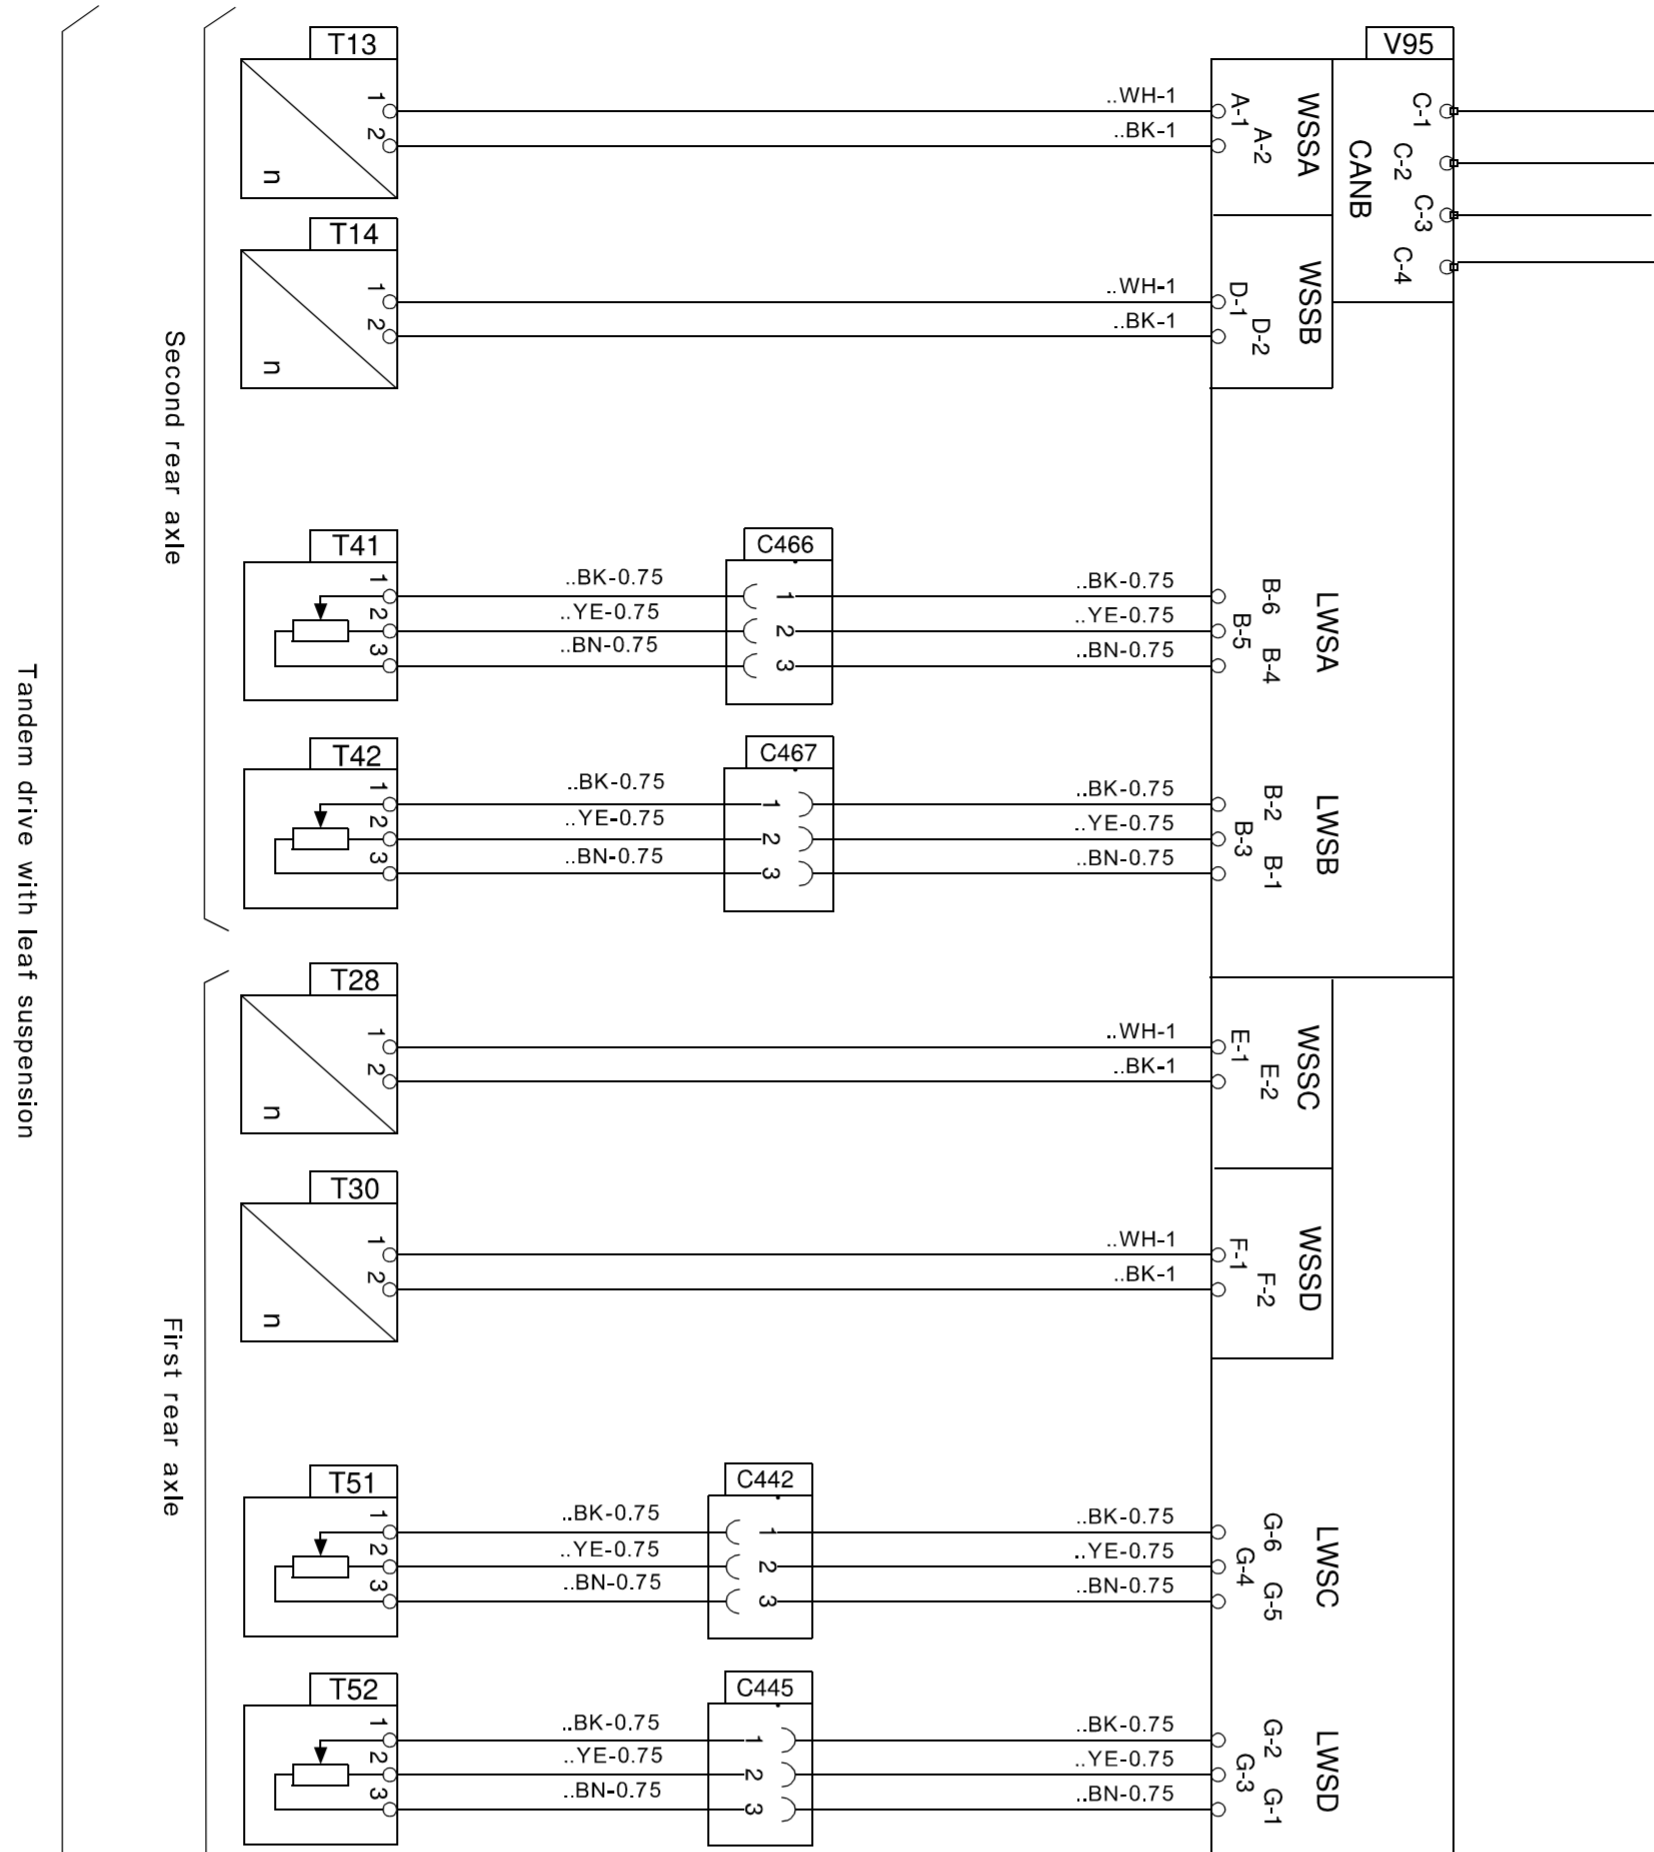 Tandem drive with leaf suspension
Second rear axle
T13
1
2
n
..WH-1
..BK-1
A-1
A-2
WSSA
V95
CANB
C-1
C-2
C-3
C-4
T14
1
2
n
..WH-1
..BK-1
D-1
D-2
WSSB
T41
1
2
3
..BK-0.75
..YE-0.75
..BN-0.75
C466
1
2
3
..BK-0.75
..YE-0.75
..BN-0.75
B-6
B-5
B-4
LWSA
T42
1
2
3
..BK-0.75
..YE-0.75
..BN-0.75
C467
1
2
3
..BK-0.75
..YE-0.75
..BN-0.75
B-2
B-3
B-1
LWSB
First rear axle
T28
1
2
n
..WH-1
..BK-1
E-1
E-2
WSSC
T30
1
2
n
..WH-1
..BK-1
F-1
F-2
WSSD
T51
1
2
3
..BK-0.75
..YE-0.75
..BN-0.75
C442
1
2
3
..BK-0.75
..YE-0.75
..BN-0.75
G-6
G-4
G-5
LWSC
T52
1
2
3
..BK-0.75
..YE-0.75
..BN-0.75
C445
1
2
3
..BK-0.75
..YE-0.75
..BN-0.75
G-2
G-3
G-1
LWSD